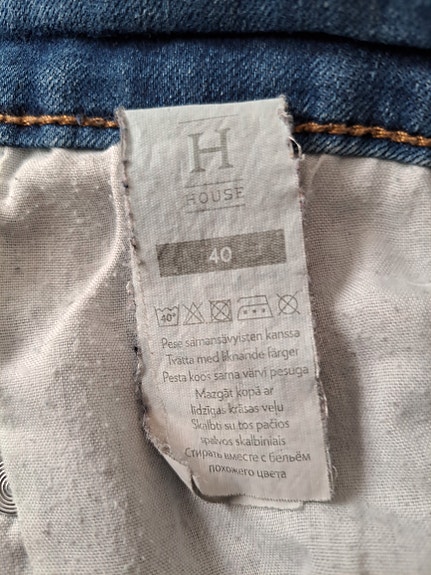 H
HOUSE
40
40°
Pese samansävyisten kanssa
Tvätta med liknande färger
Pesta koos sama värvi pesuga
Mazgāt kopā ar
līdzīgas krāsas veļu
Skalbti su tos pačios
spalvos skalbiniais
Стирать вместе с бельём
похожего цвета